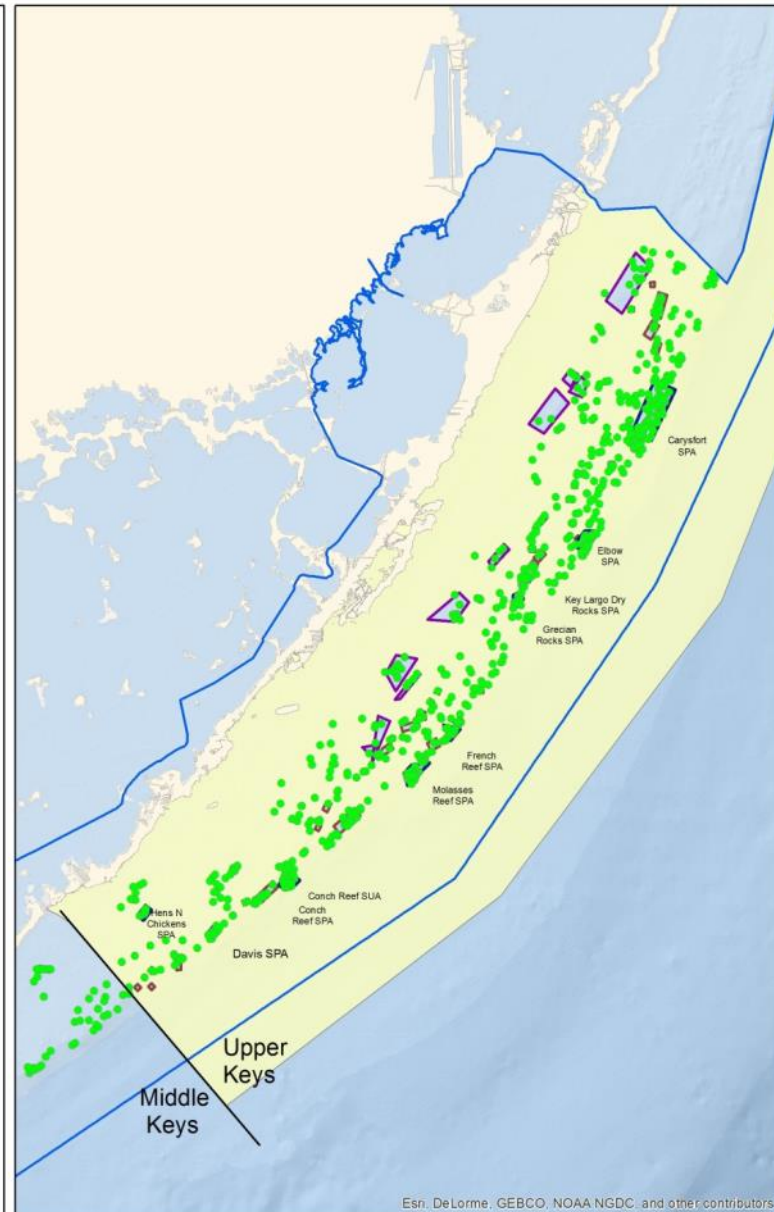 Carysfort
SPA
Elbow
SPA
Key Largo Dry
Rocks SPA
Grecian
Rocks SPA
French
Reef SPA
Molasses
Reef SPA
Conch Reef SUA
Conch
Reef SPA
Hens N
Chickens
SPA
Davis SPA
Upper
Keys
Middle
Keys
Esri, DeLorme, GEBCO, NOAA NGDC, and other contributors